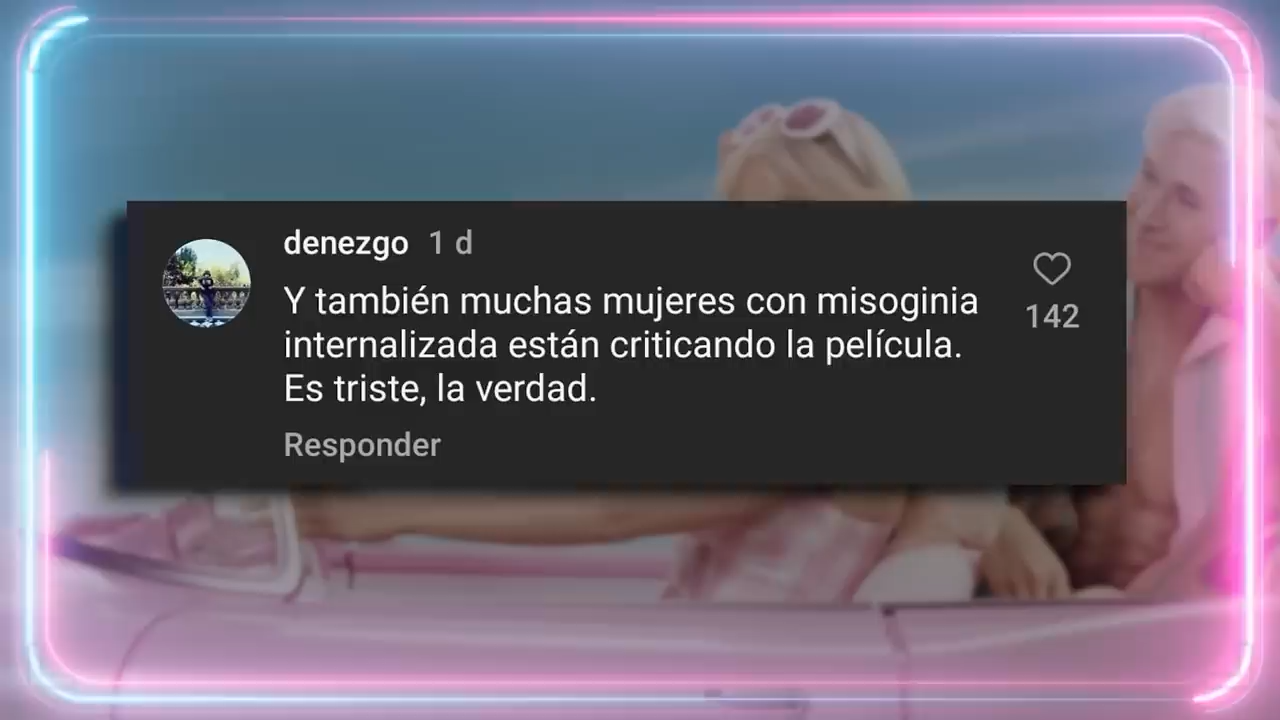 denezgo 1 d
Y también muchas mujeres con misoginia
internalizada están criticando la película.
Es triste, la verdad.
142
Responder